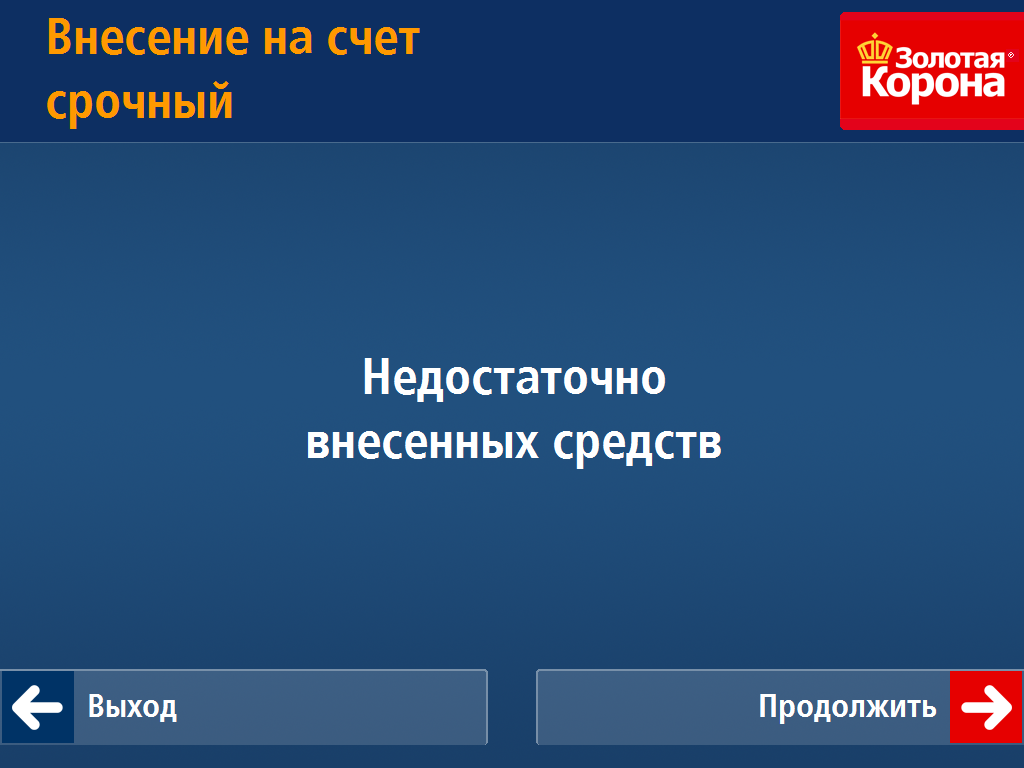 Внесение на счет
срочный
Золотая
Корона
Недостаточно
внесенных средств
Выход
Продолжить